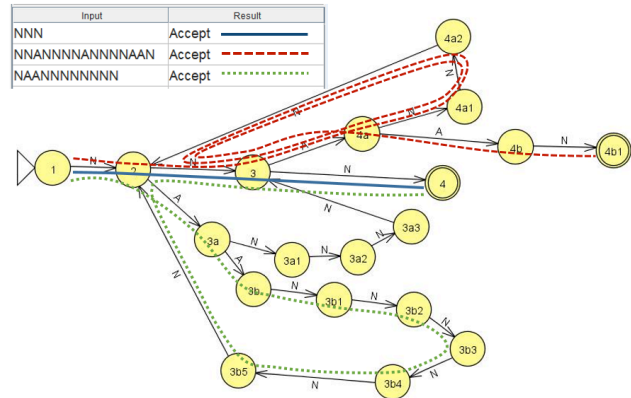 Input Result
NNN Accept
NNANNNNANNNNAAN Accept
NAANNNNNNNN Accept
4a2
N
4a1
N
N
4a
A
A
4b
N
4b1
1
N
2
N
3
N
4
A
N
3a
N
3a1
N
3a2
N
3a3
A
3b
N
3b1
N
3b2
N
3b3
N
N
3b4
N
3b5